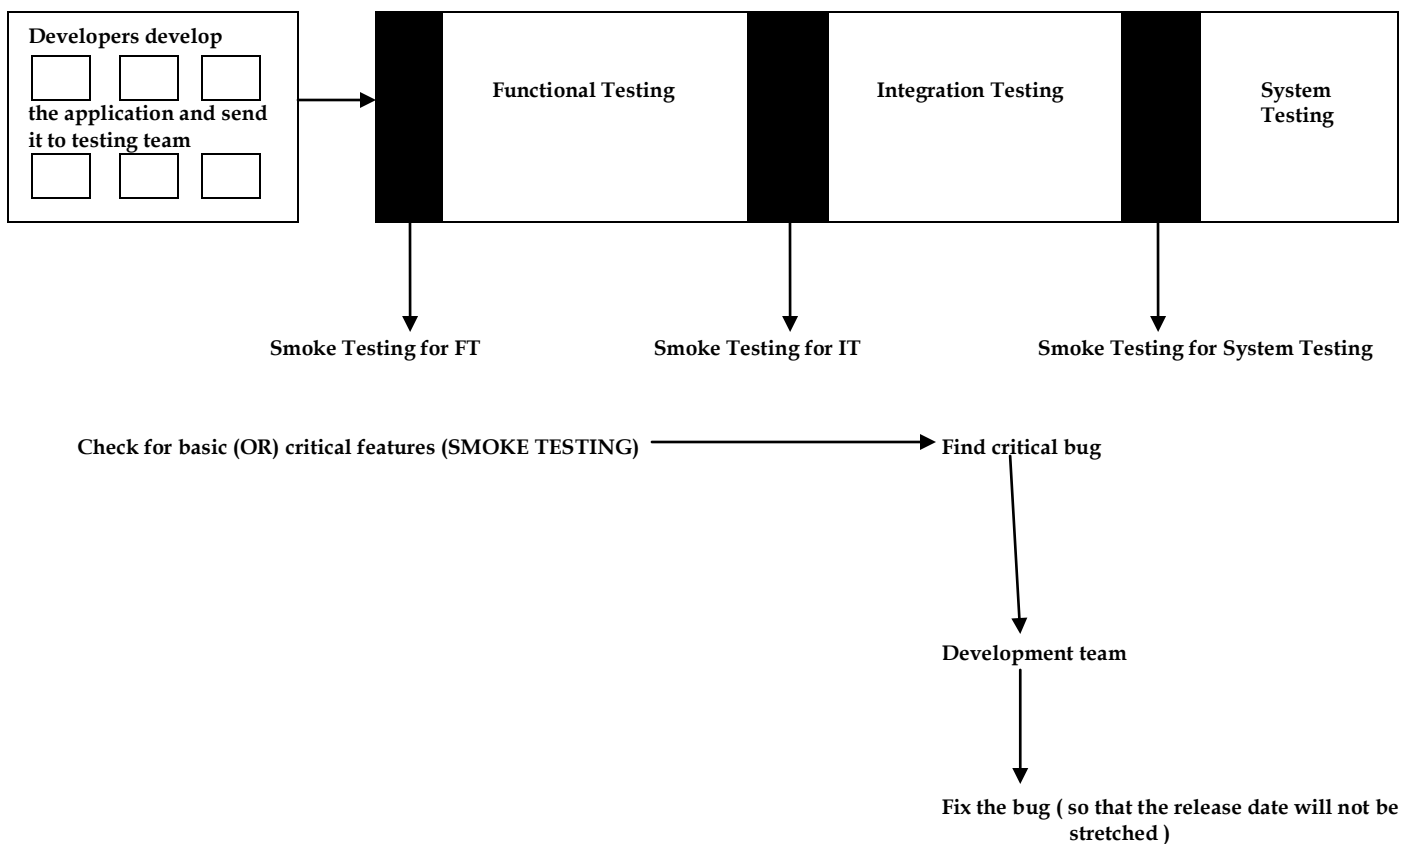 Developers develop
the application and send
it to testing team
Functional Testing
Integration Testing
System
Testing
Smoke Testing for FT
Smoke Testing for IT
Smoke Testing for System Testing
Check for basic (OR) critical features (SMOKE TESTING)
Find critical bug
Development team
Fix the bug ( so that the release date will not be
stretched )